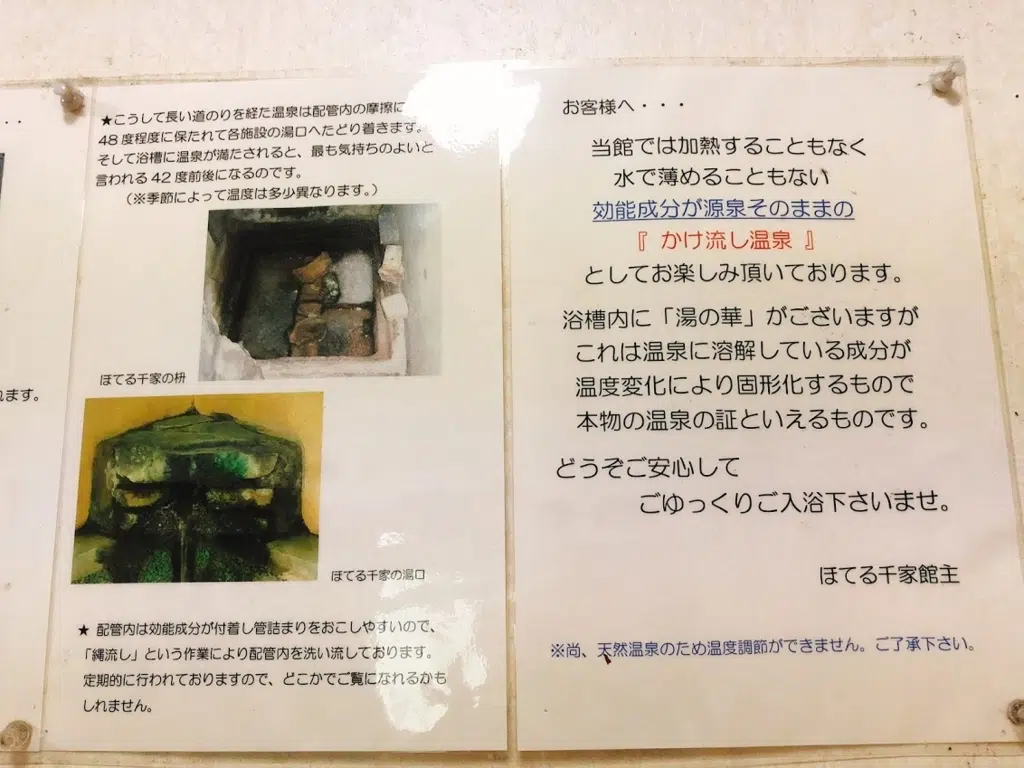 ・・
れます。
★こうして長い道のりを経た温泉は配管内の摩擦に
48度程度に保たれて各施設の湯口へたどり着きます。
そして浴槽に温泉が満たされると、最も気持ちのよいと
言われる42度前後になるのです。
（※季節によって温度は多少異なります。）
ほてる千家の枡
ほてる千家の湯口
★ 配管内は効能成分が付着し管詰まりをおこしやすいので、
「縄流し」という作業により配管内を洗い流しております。
定期的に行われておりますので、どこかでご覧になれるかも
しれません。
お客様へ・・・
当館では加熱することもなく
水で薄めることもない
効能成分が源泉そのままの
『 かけ流し温泉 』
としてお楽しみ頂いております。
浴槽内に「湯の華」がございますが
これは温泉に溶解している成分が
温度変化により固形化するもので
本物の温泉の証といえるものです。
どうぞご安心して
ごゆっくりご入浴下さいませ。
ほてる千家館主
※尚、天然温泉のため温度調節ができません。ご了承下さい。